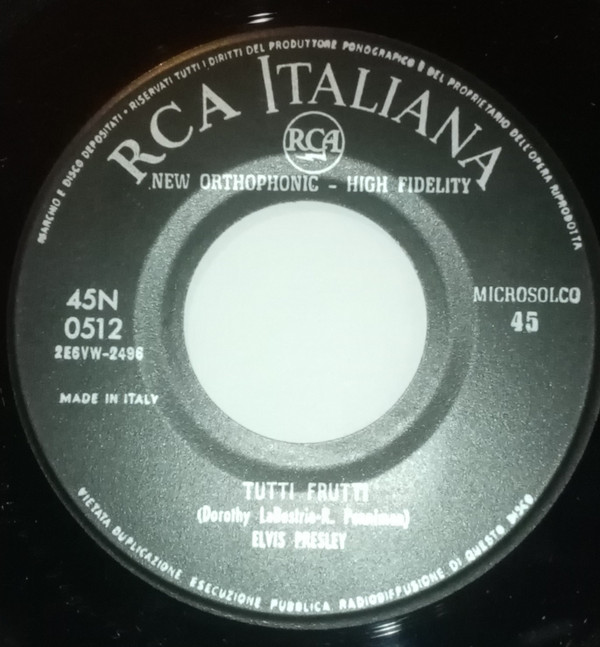 MARCHIO E DISCO DEPOSITATI • RISERVATI TUTTI I DIRITTI DEL PRODUTTORE FONOGRAFICO E DEL PROPRIETARIO DELL'OPERA RIPRODOTTA
RCA ITALIANA
RCA
NEW ORTHOPHONIC - HIGH FIDELITY
45N
0512
2E6VW-2496
MICROSOLCO
45
MADE IN ITALY
TUTTI FRUTTI
(Dorothy LaBostrie-R. Penniman)
ELVIS PRESLEY
VIETATA DUPLICAZIONE ESECUZIONE PUBBLICA RADIODIFFUSIONE DI QUESTO DISCO